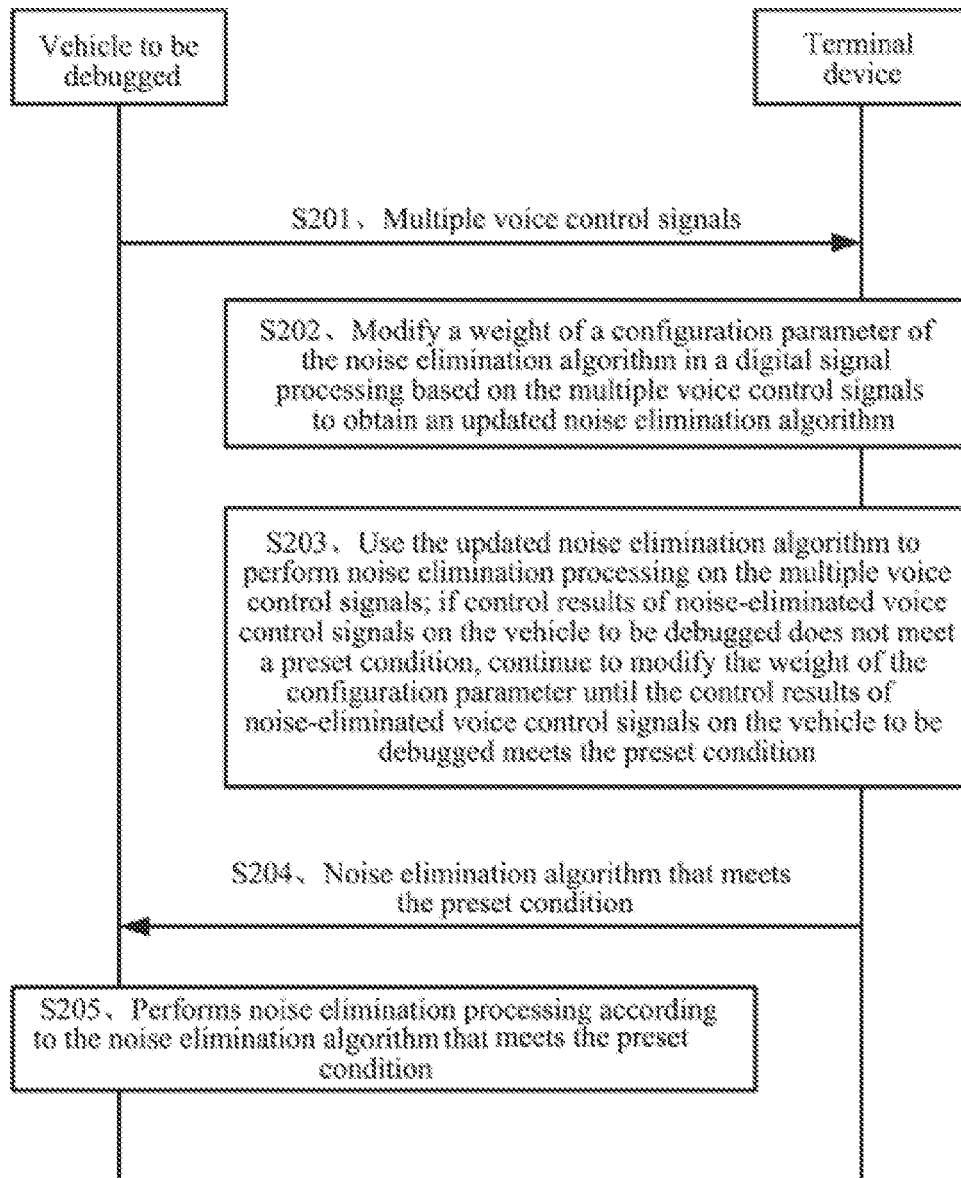 Vehicle to be
debugged
Terminal
device
S201、Multiple voice control signals
S202、Modify a weight of a configuration parameter of
the noise elimination algorithm in a digital signal
processing based on the multiple voice control signals
to obtain an updated noise elimination algorithm
S203、Use the updated noise elimination algorithm to
perform noise elimination processing on the multiple voice
control signals; if control results of noise-eliminated voice
control signals on the vehicle to be debugged does not meet
a preset condition, continue to modify the weight of the
configuration parameter until the control results of
noise-eliminated voice control signals on the vehicle to be
debugged meets the preset condition
S204、Noise elimination algorithm that meets
the preset condition
S205、Performs noise elimination processing according
to the noise elimination algorithm that meets the preset
condition